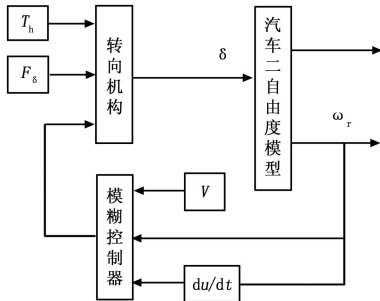 T_h
F_δ
转向机构
δ
汽车二自由度模型
ω_r
模糊控制器
V
du/dt